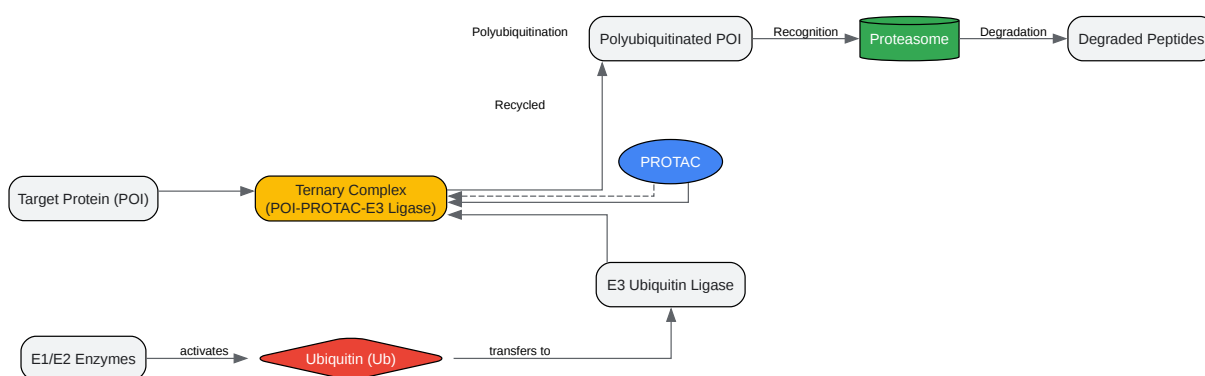 Polyubiquitination
Polyubiquitinated POI
Recognition
Proteasome
Degradation
Degraded Peptides
Recycled
PROTAC
Target Protein (POI)
Ternary Complex
(POI-PROTAC-E3 Ligase)
E3 Ubiquitin Ligase
E1/E2 Enzymes
activates
Ubiquitin (Ub)
transfers to